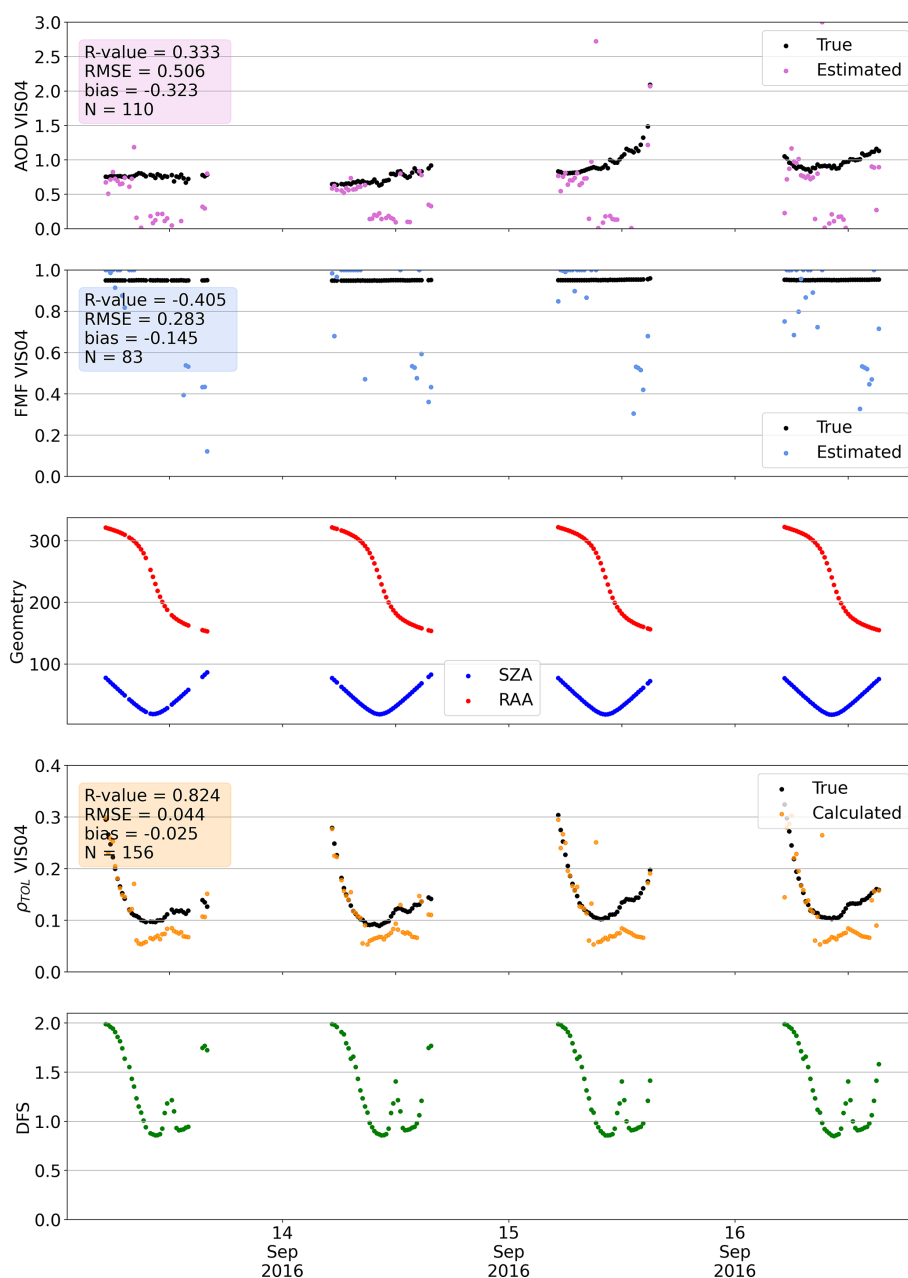 3.0
2.5
2.0
1.5
1.0
0.5
0.0
AOD VIS04
R-value = 0.333
RMSE = 0.506
bias = -0.323
N = 110
True
Estimated
1.0
0.8
0.6
0.4
0.2
0.0
FMF VIS04
R-value = -0.405
RMSE = 0.283
bias = -0.145
N = 83
True
Estimated
300
200
100
Geometry
SZA
RAA
0.4
0.3
0.2
0.1
0.0
ρTOL VIS04
R-value = 0.824
RMSE = 0.044
bias = -0.025
N = 156
True
Calculated
2.0
1.5
1.0
0.5
0.0
DFS
14
Sep
2016
15
Sep
2016
16
Sep
2016